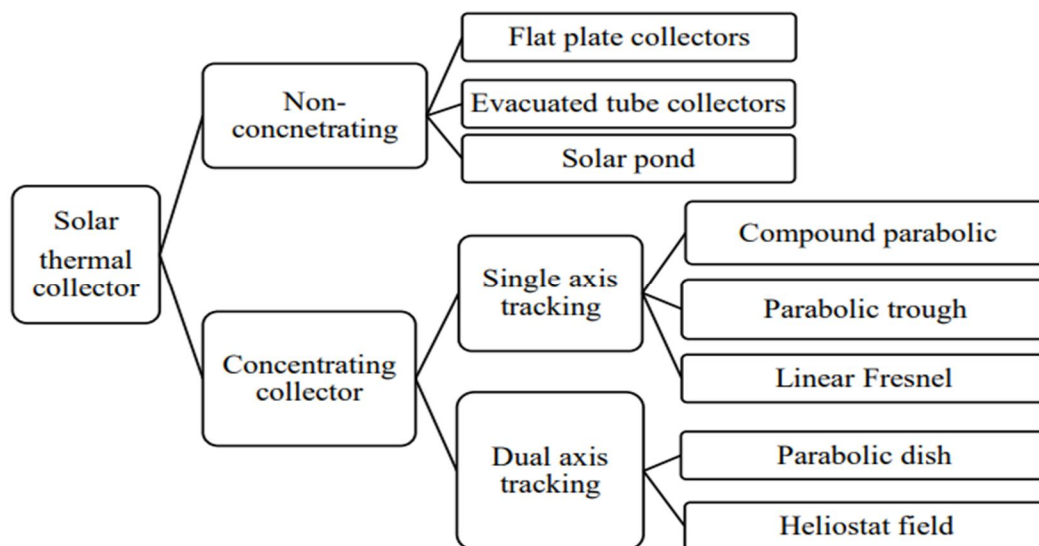 Solar
thermal
collector
Non-
concnetrating
Flat plate collectors
Evacuated tube collectors
Solar pond
Concentrating
collector
Single axis
tracking
Compound parabolic
Parabolic trough
Linear Fresnel
Dual axis
tracking
Parabolic dish
Heliostat field